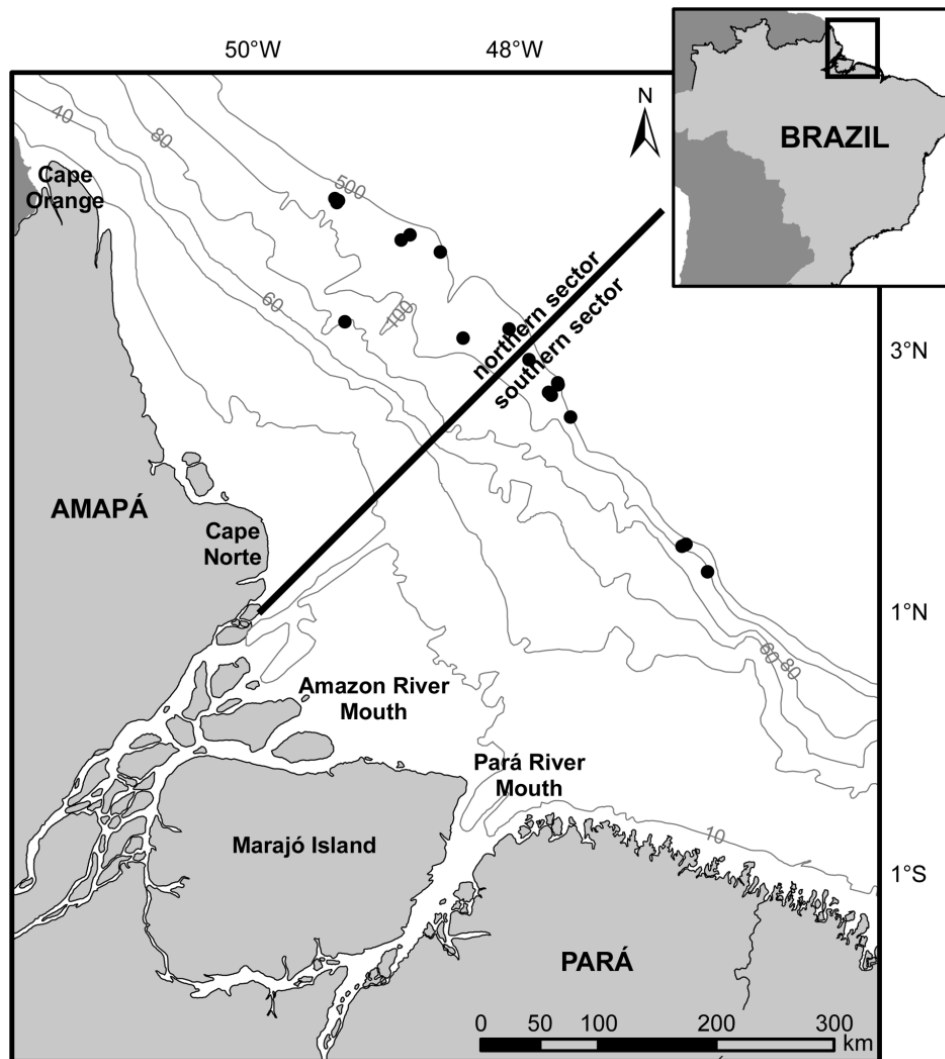 50°W
48°W
BRAZIL
N
40
80
500
Cape
Orange
60
100
northern sector
southern sector
3°N
AMAPÁ
Cape
Norte
1°N
60
80
Amazon River
Mouth
Pará River
Mouth
10
Marajó Island
1°S
PARÁ
0 50 100 200 300
km